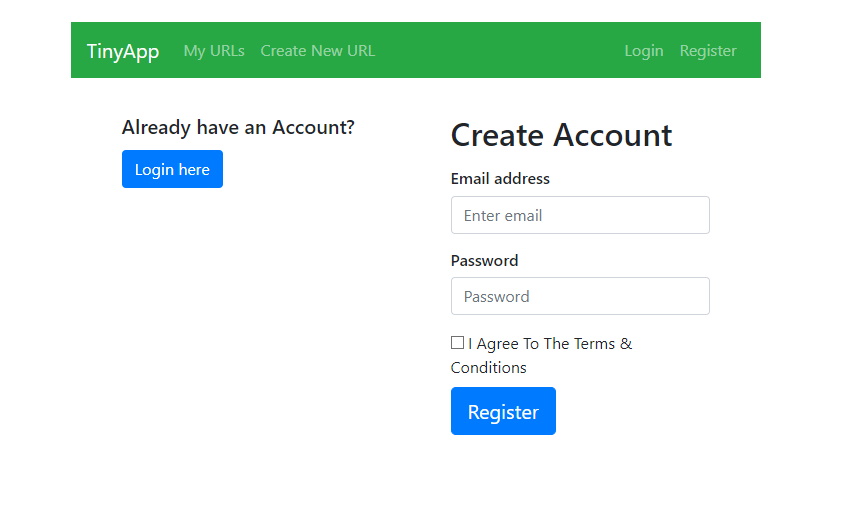 TinyApp My URLs Create New URL Login Register
Already have an Account?
Login here
Create Account
Email address
Enter email
Password
Password
I Agree To The Terms &
Conditions
Register